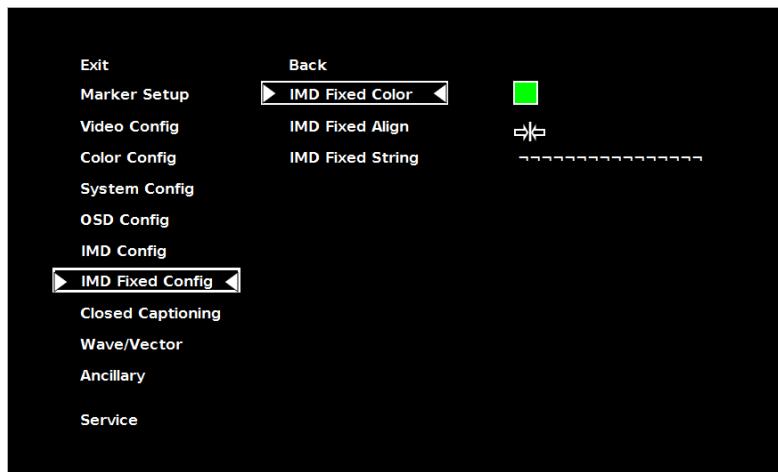 Exit
Back
Marker Setup
IMD Fixed Color
Video Config
IMD Fixed Align
Color Config
IMD Fixed String
¬¬¬¬¬¬¬¬¬¬¬¬¬¬¬¬
System Config
OSD Config
IMD Config
IMD Fixed Config
Closed Captioning
Wave/Vector
Ancillary
Service